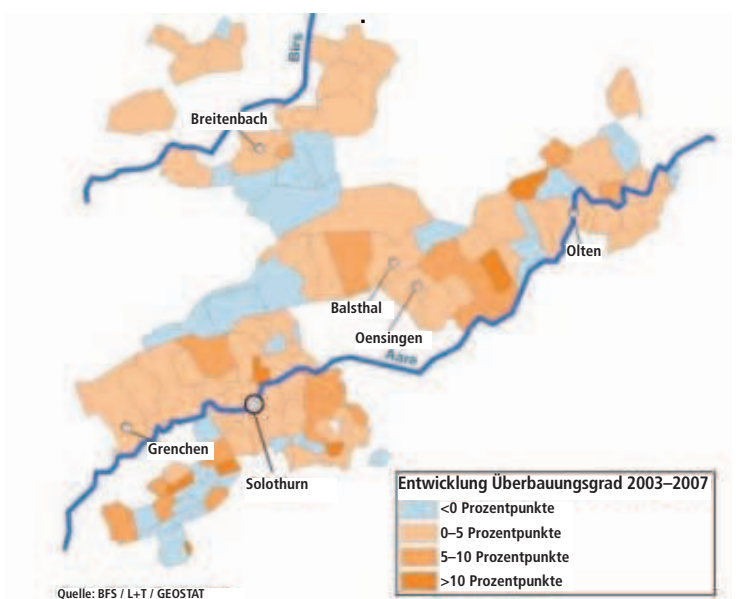 Birs
Breitenbach
Olten
Balsthal
Oensingen
Aare
Grenchen
Solothurn
Entwicklung Überbauungsgrad 2003–2007
<0 Prozentpunkte
0–5 Prozentpunkte
5–10 Prozentpunkte
>10 Prozentpunkte
Quelle: BFS / L+T / GEOSTAT